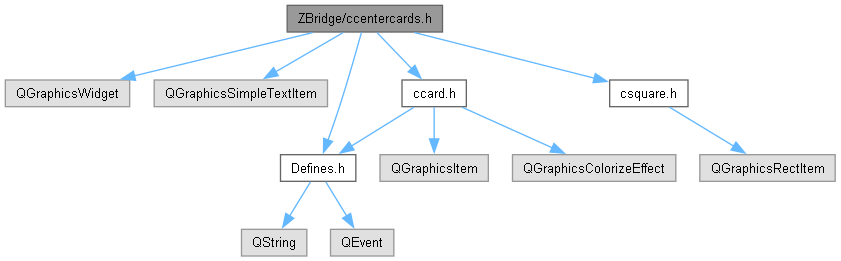 ZBridge/ccentercards.h
QGraphicsWidget
QGraphicsSimpleTextItem
ccard.h
csquare.h
Defines.h
QGraphicsItem
QGraphicsColorizeEffect
QGraphicsRectItem
QString
QEvent